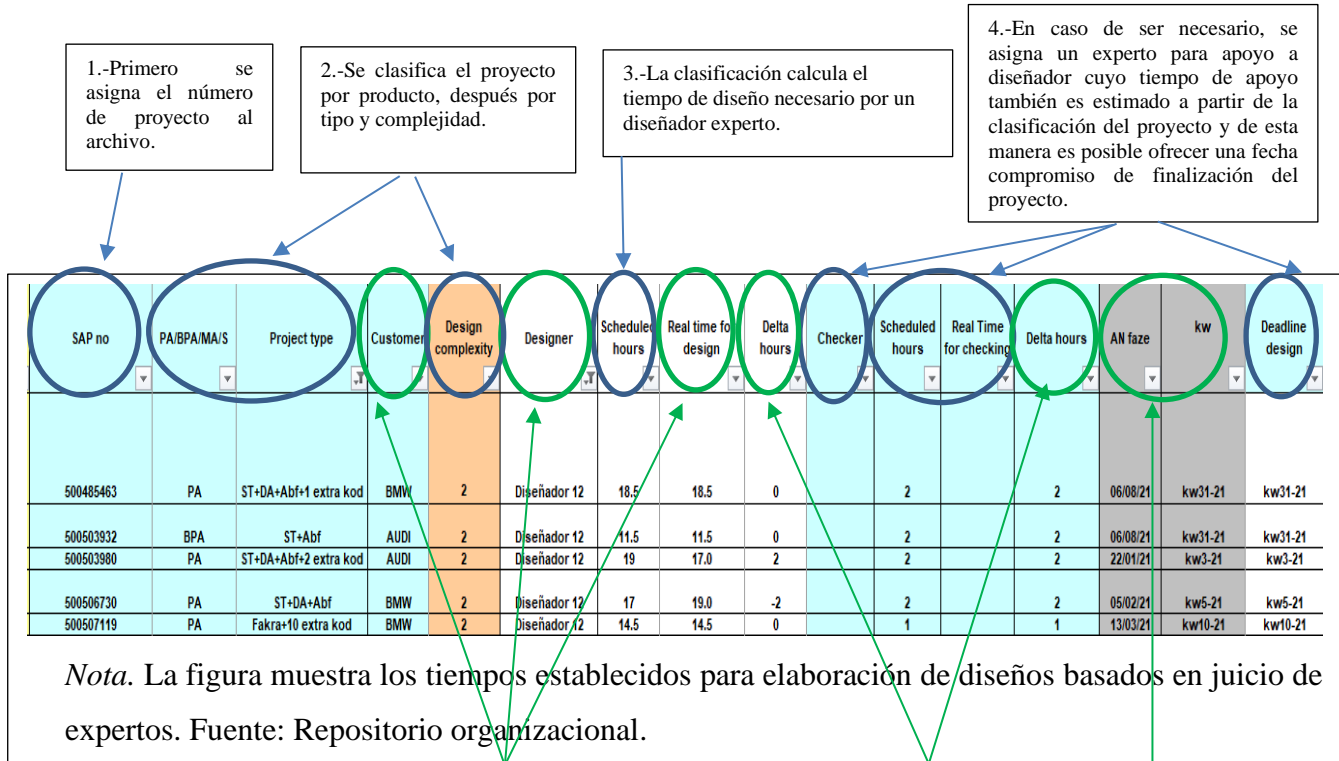 1.-Primero se
asigna el número
de proyecto al
archivo.
2.-Se clasifica el proyecto
por producto, después por
tipo y complejidad.
3.-La clasificación calcula el
tiempo de diseño necesario por un
diseñador experto.
4.-En caso de ser necesario, se
asigna un experto para apoyo a
diseñador cuyo tiempo de apoyo
también es estimado a partir de la
clasificación del proyecto y de esta
manera es posible ofrecer una fecha
compromiso de finalización del
proyecto.
SAP no PA/BPA/MA/S Project type Customer Design complexity Designer Scheduled hours Real time for design Delta hours Checker Scheduled hours Real Time for checking Delta hours AN faze kw Deadline design
500485463 PA ST+DA+Abf+1 extra kod BMW 2 Diseñador 12 18.5 18.5 0 2 2 06/08/21 kw31-21 kw31-21
500503932 BPA ST+Abf AUDI 2 Diseñador 12 11.5 11.5 0 2 2 06/08/21 kw31-21 kw31-21
500503980 PA ST+DA+Abf+2 extra kod AUDI 2 Diseñador 12 19 17.0 2 2 2 22/01/21 kw3-21 kw3-21
500506730 PA ST+DA+Abf BMW 2 Diseñador 12 17 19.0 -2 2 2 05/02/21 kw5-21 kw5-21
500507119 PA Fakra+10 extra kod BMW 2 Diseñador 12 14.5 14.5 0 1 1 13/03/21 kw10-21 kw10-21
Nota. La figura muestra los tiempos establecidos para elaboración de diseños basados en juicio de
expertos. Fuente: Repositorio organizacional.